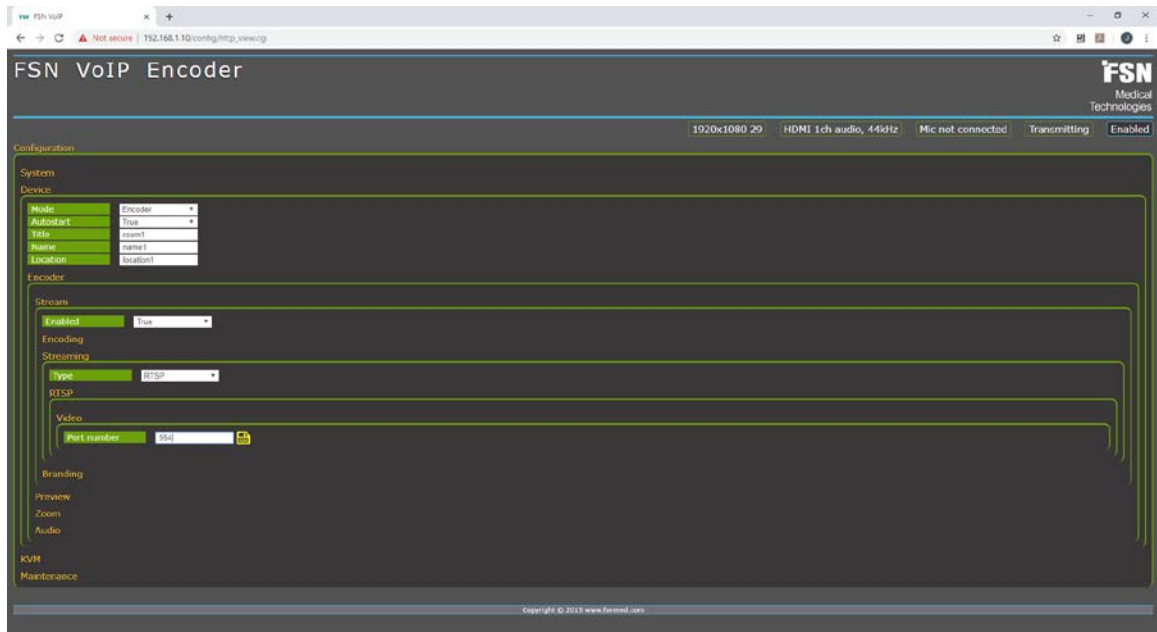 FSN VoIP
Not secure | 192.168.1.10/config/http_view.cgi
FSN VoIP Encoder
FSN
Medical
Technologies
1920x1080 29 HDMI 1ch audio, 44kHz Mic not connected Transmitting Enabled
Configuration
System
Device
Mode Encoder
Autostart True
Title room1
Name name1
Location location1
Encoder
Stream
Enabled True
Encoding
Streaming
Type RTSP
RTSP
Video
Port number 554
Branding
Preview
Zoom
Audio
KVM
Maintenance
Copyright © 2015 www.fsnmed.com